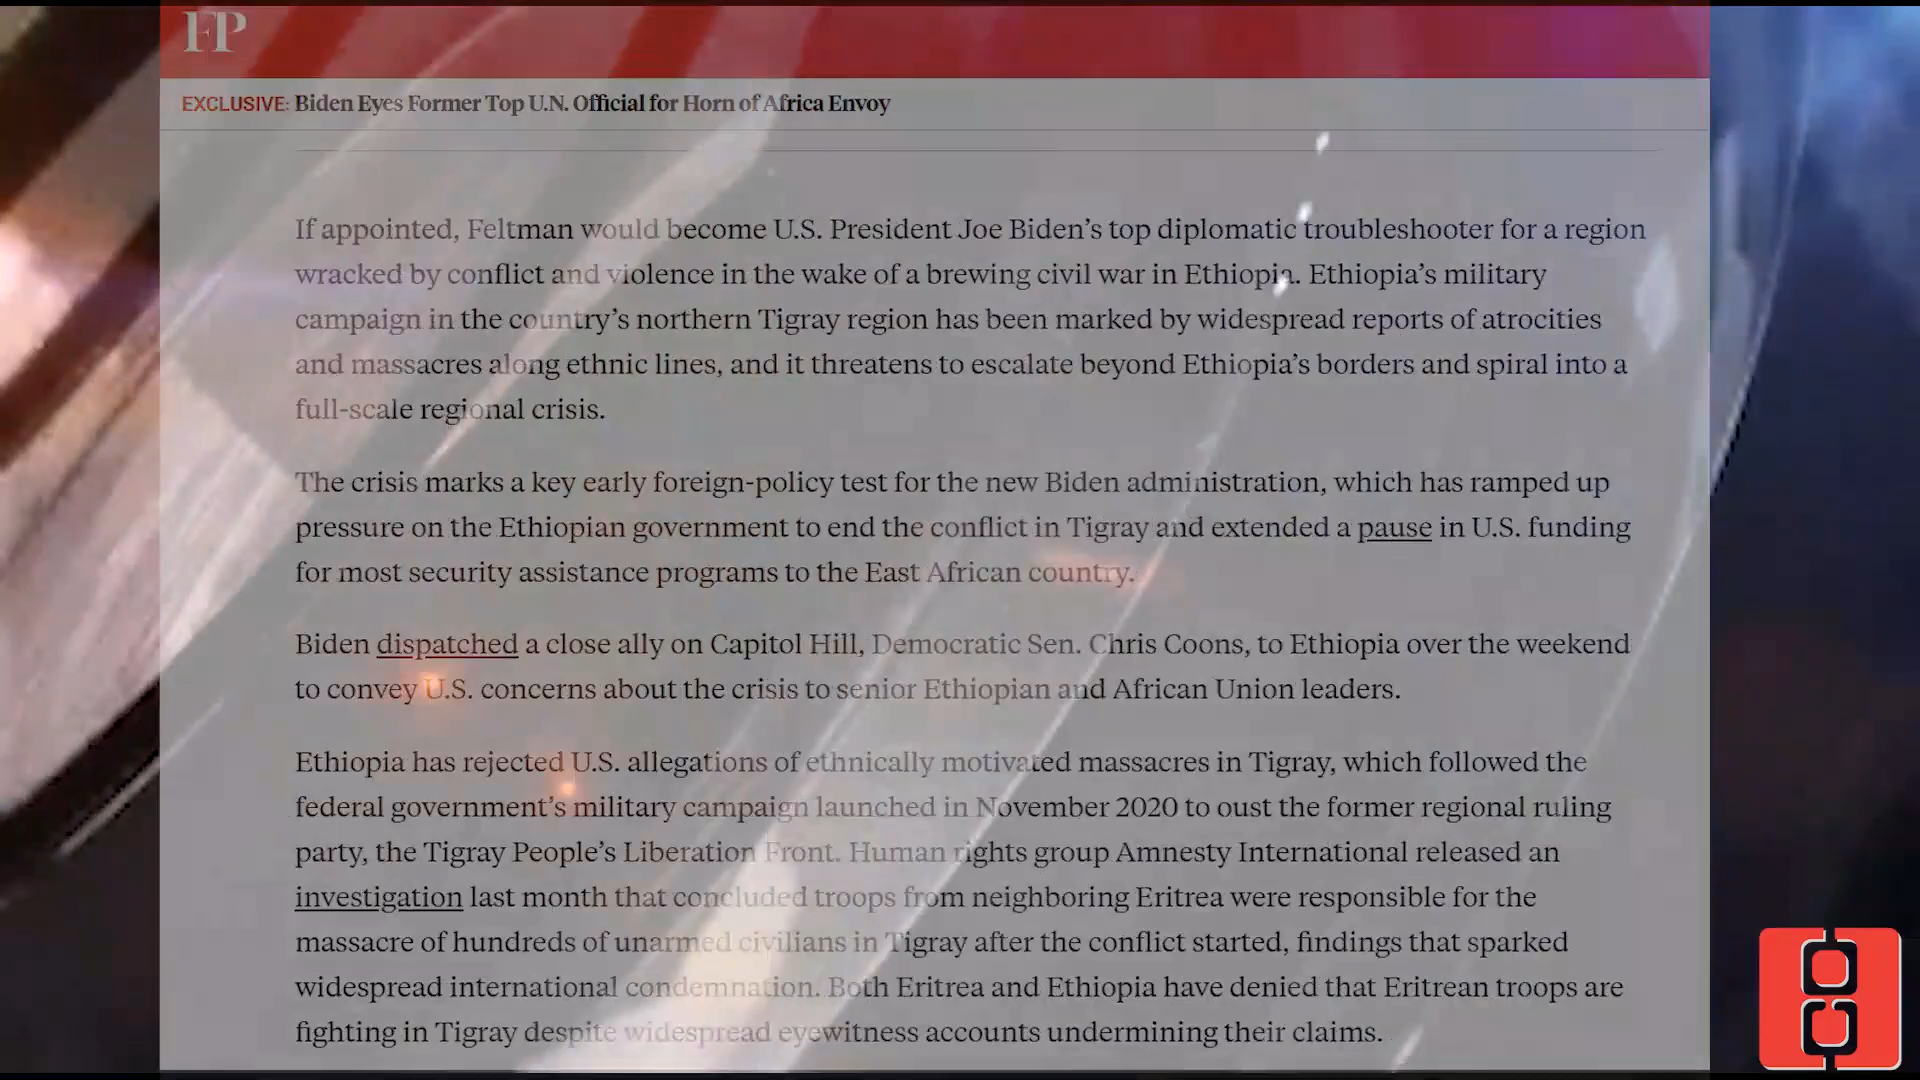 FP
EXCLUSIVE: Biden Eyes Former Top U.N. Official for Horn of Africa Envoy
If appointed, Feltman would become U.S. President Joe Biden’s top diplomatic troubleshooter for a region
wracked by conflict and violence in the wake of a brewing civil war in Ethiopia. Ethiopia’s military
campaign in the country’s northern Tigray region has been marked by widespread reports of atrocities
and massacres along ethnic lines, and it threatens to escalate beyond Ethiopia’s borders and spiral into a
full-scale regional crisis.
The crisis marks a key early foreign-policy test for the new Biden administration, which has ramped up
pressure on the Ethiopian government to end the conflict in Tigray and extended a pause in U.S. funding
for most security assistance programs to the East African country.
Biden dispatched a close ally on Capitol Hill, Democratic Sen. Chris Coons, to Ethiopia over the weekend
to convey U.S. concerns about the crisis to senior Ethiopian and African Union leaders.
Ethiopia has rejected U.S. allegations of ethnically motivated massacres in Tigray, which followed the
federal government’s military campaign launched in November 2020 to oust the former regional ruling
party, the Tigray People’s Liberation Front. Human rights group Amnesty International released an
investigation last month that concluded troops from neighboring Eritrea were responsible for the
massacre of hundreds of unarmed civilians in Tigray after the conflict started, findings that sparked
widespread international condemnation. Both Eritrea and Ethiopia have denied that Eritrean troops are
fighting in Tigray despite widespread eyewitness accounts undermining their claims.